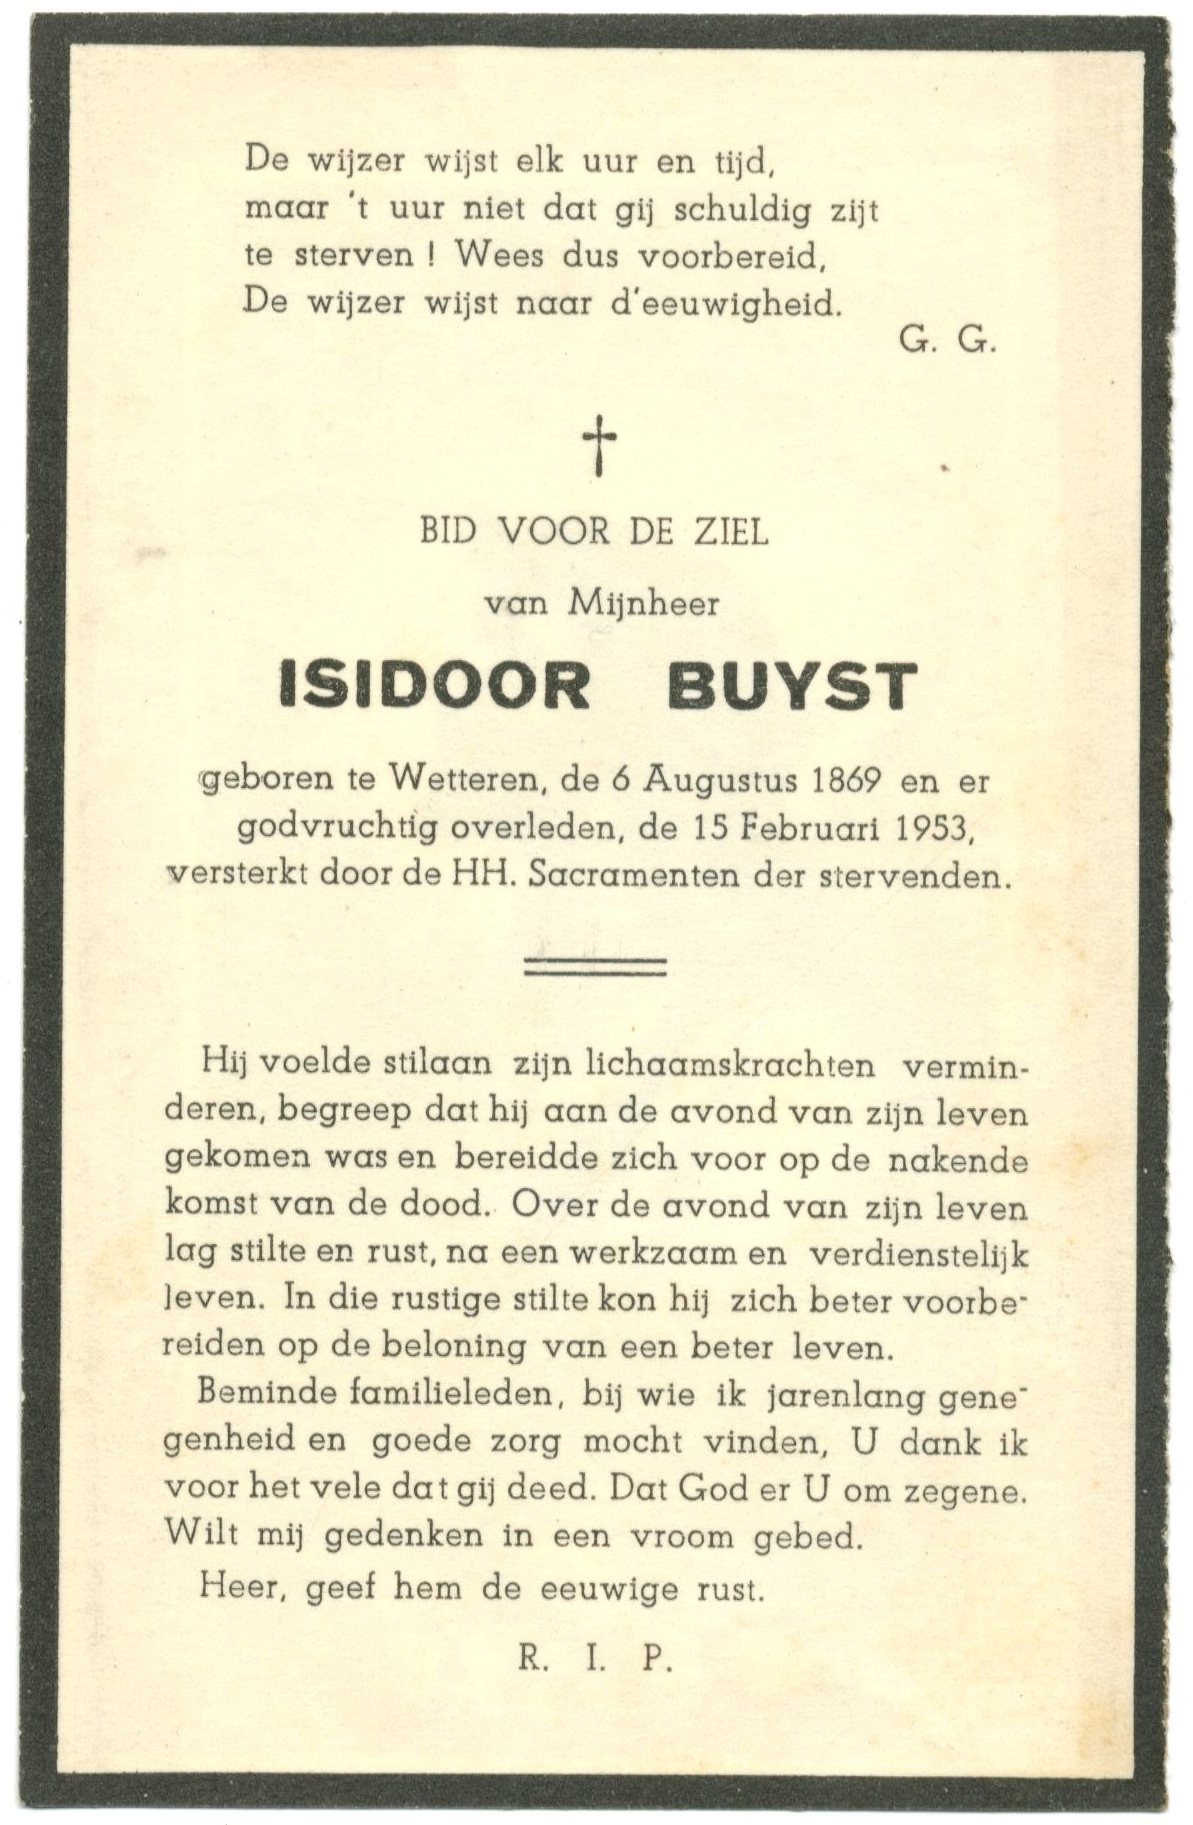 De wijzer wijst elk uur en tijd,
maar 't uur niet dat gij schuldig zijt
te sterven ! Wees dus voorbereid,
De wijzer wijst naar d'eeuwigheid.
G. G.
BID VOOR DE ZIEL
van Mijnheer
ISIDOOR BUYST
geboren te Wetteren, de 6 Augustus 1869 en er
godvruchtig overleden, de 15 Februari 1953,
versterkt door de HH. Sacramenten der stervenden.
Hij voelde stilaan zijn lichaamskrachten vermin-
deren, begreep dat hij aan de avond van zijn leven
gekomen was en bereidde zich voor op de nakende
komst van de dood. Over de avond van zijn leven
lag stilte en rust, na een werkzaam en verdienstelijk
leven. In die rustige stilte kon hij zich beter voorbe-
reiden op de beloning van een beter leven.
Beminde familieleden, bij wie ik jarenlang gene-
genheid en goede zorg mocht vinden, U dank ik
voor het vele dat gij deed. Dat God er U om zegene.
Wilt mij gedenken in een vroom gebed.
Heer, geef hem de eeuwige rust.
R. I. P.